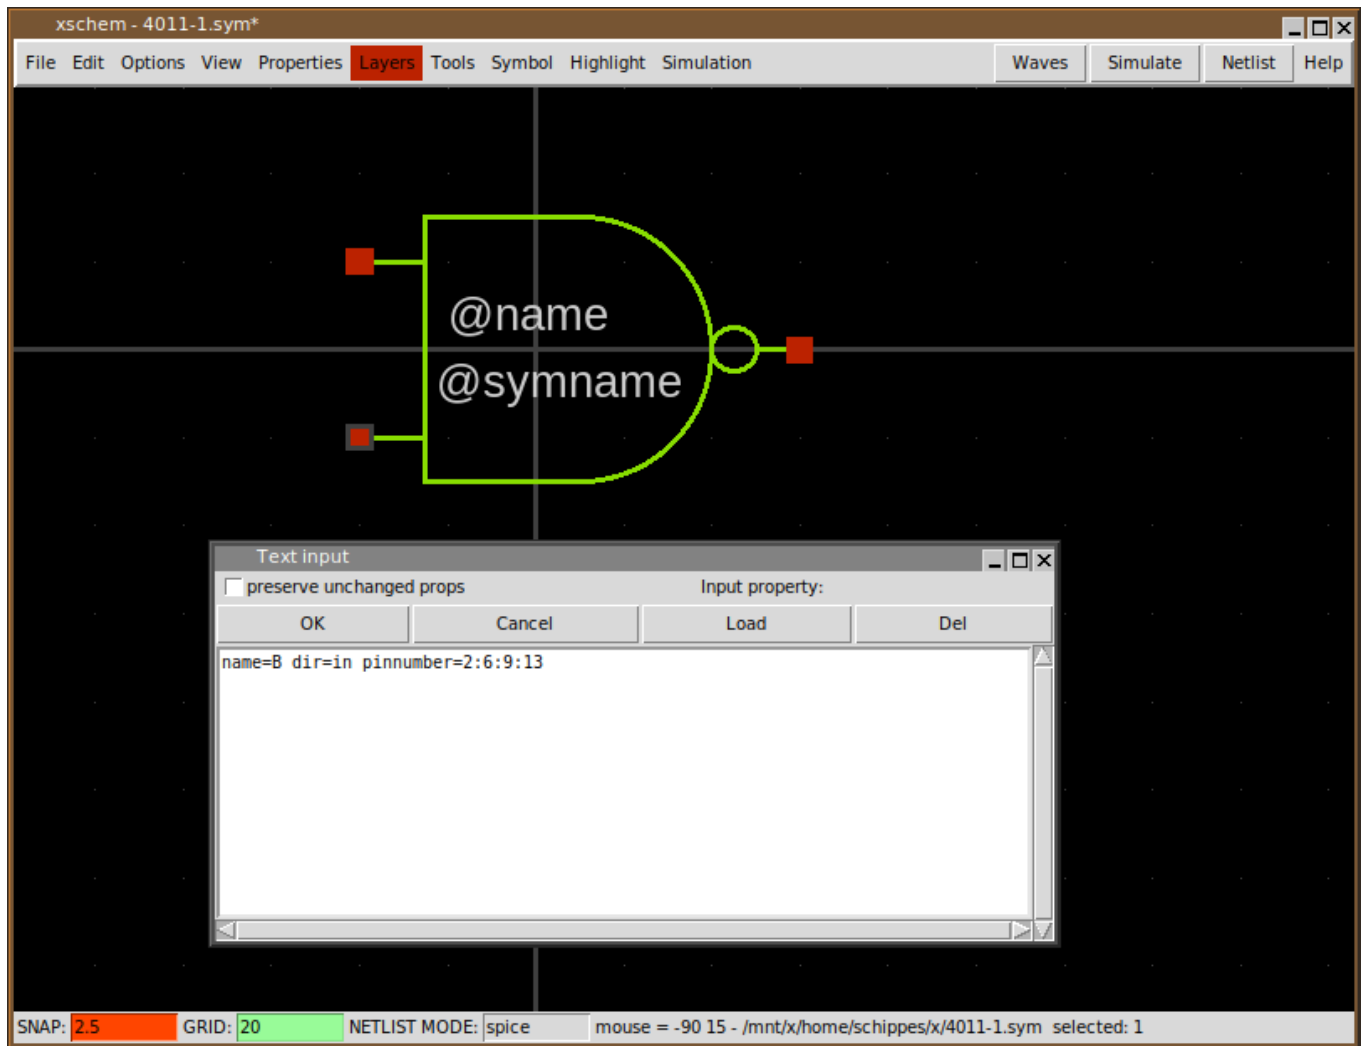 xschem - 4011-1.sym*
File Edit Options View Properties Layers Tools Symbol Highlight Simulation Waves Simulate Netlist Help
@name
@symname
Text input
preserve unchanged props Input property:
OK Cancel Load Del
name=B dir=in pinnumber=2:6:9:13
SNAP: 2.5 GRID: 20 NETLIST MODE: spice mouse = -90 15 - /mnt/x/home/schippes/x/4011-1.sym selected: 1